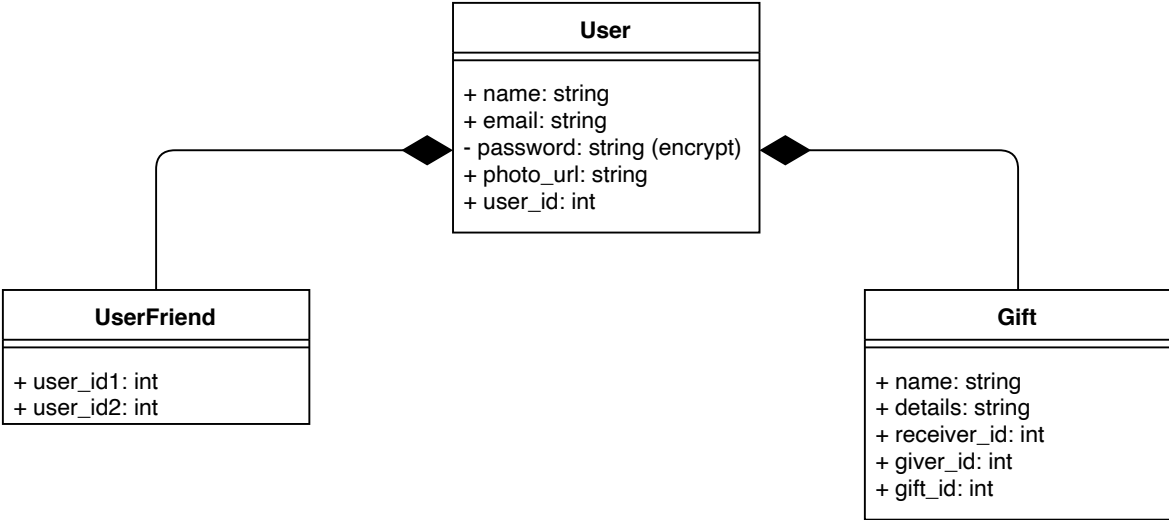 User
+ name: string
+ email: string
- password: string (encrypt)
+ photo_url: string
+ user_id: int
UserFriend
+ user_id1: int
+ user_id2: int
Gift
+ name: string
+ details: string
+ receiver_id: int
+ giver_id: int
+ gift_id: int